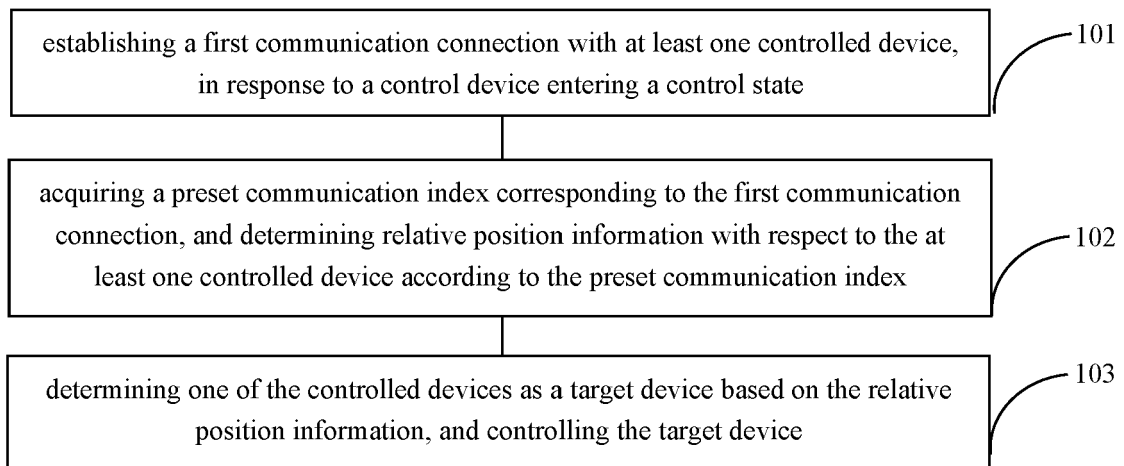 establishing a first communication connection with at least one controlled device,
in response to a control device entering a control state
101
acquiring a preset communication index corresponding to the first communication
connection, and determining relative position information with respect to the at
least one controlled device according to the preset communication index
102
determining one of the controlled devices as a target device based on the relative
position information, and controlling the target device
103